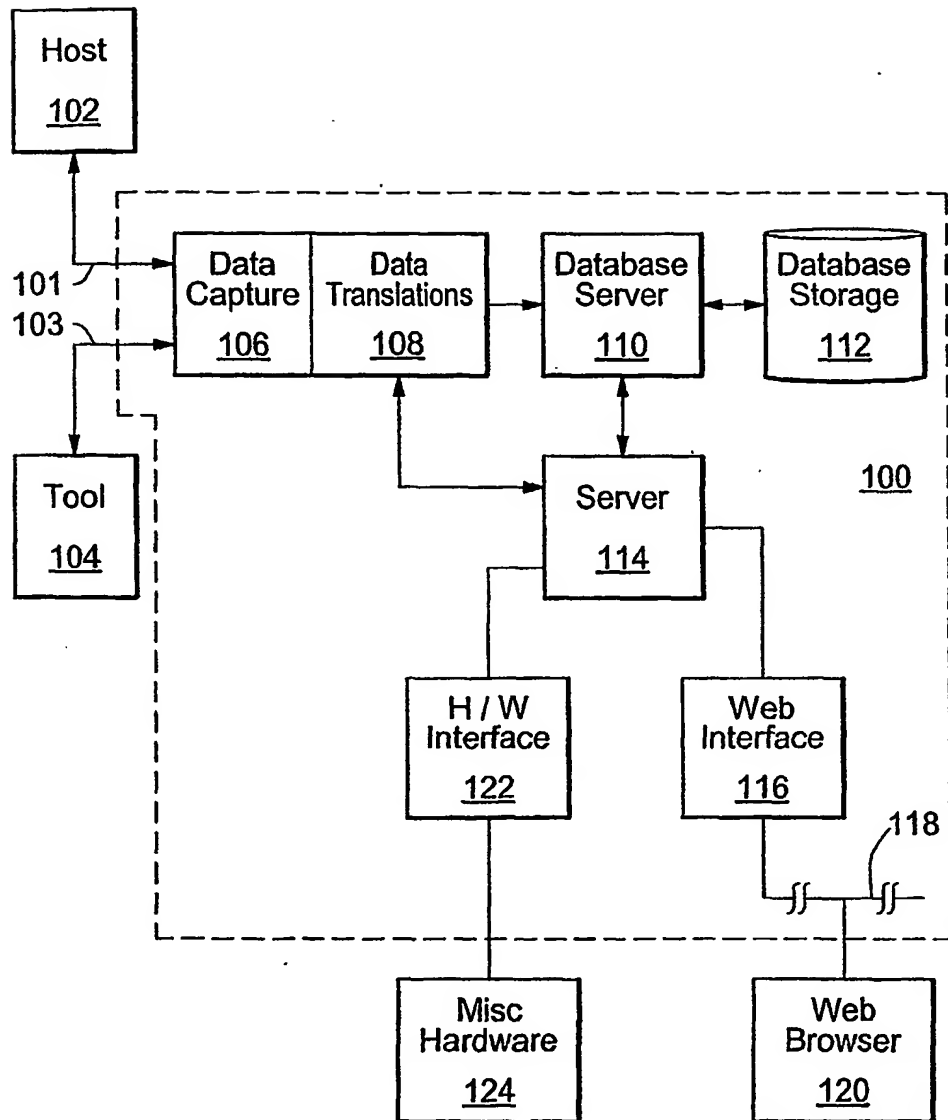 Host
102
101
103
Data
Capture
106
Data
Translations
108
Database
Server
110
Database
Storage
112
100
Tool
104
Server
114
H / W
Interface
122
Web
Interface
116
118
Misc
Hardware
124
Web
Browser
120